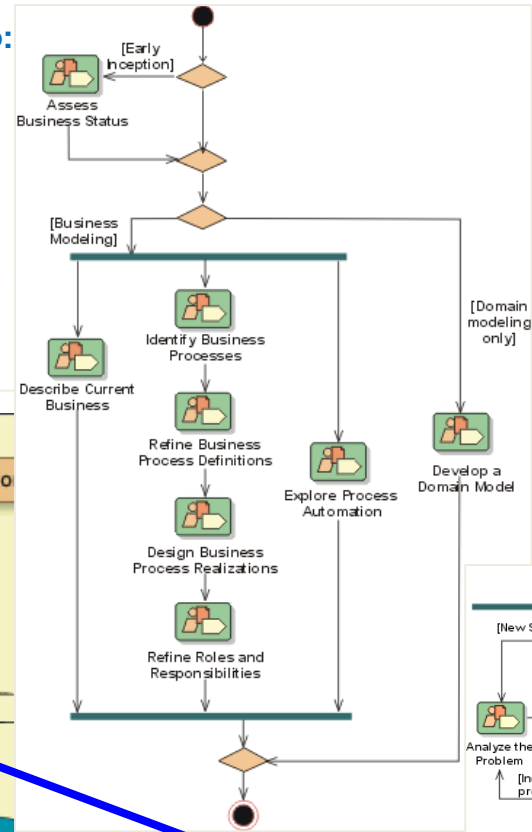 [Early
Inception]
Assess
Business Status
[Business
Modeling]
[Domain
modeling
only]
Identify Business
Processes
Describe Current
Business
Refine Business
Process Definitions
Explore Process
Automation
Develop a
Domain Model
Design Business
Process Realizations
Refine Roles and
Responsibilities
[New S
Analyze the
Problem